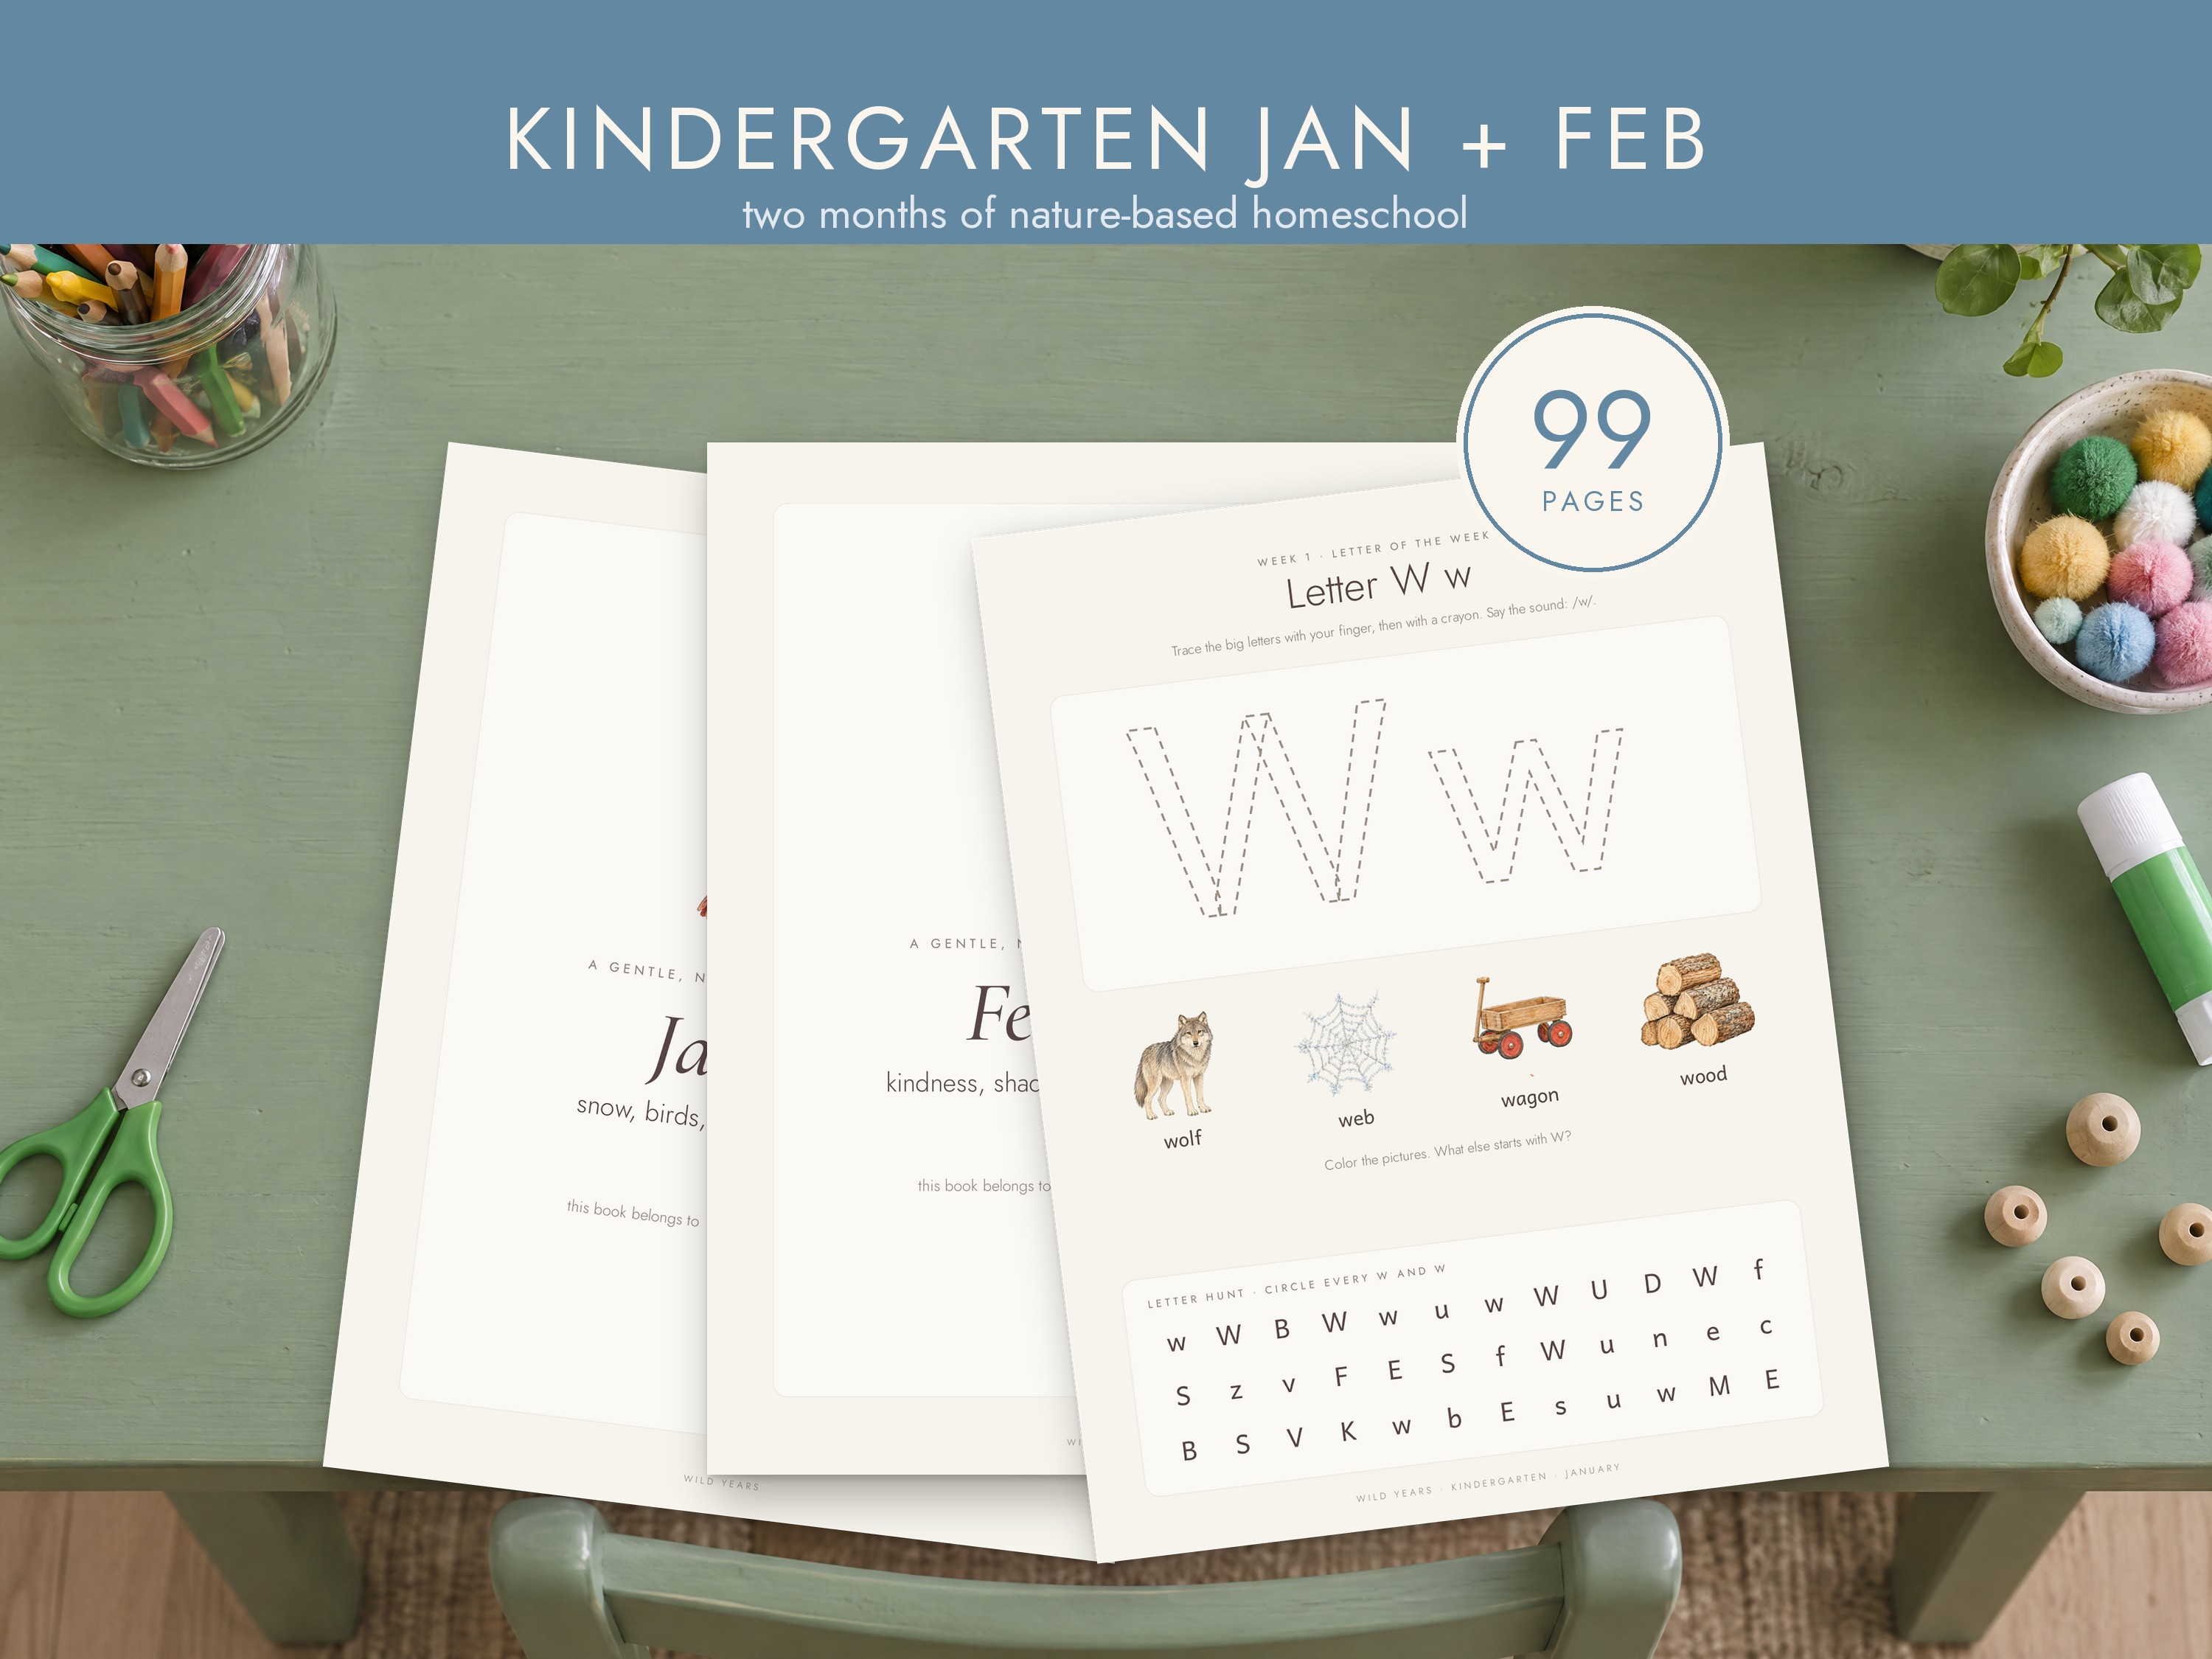 KINDERGARTEN JAN + FEB
two months of nature-based homeschool
99
PAGES
A GENTLE, N
Ja
snow, birds,
this book belongs to
WILD YEARS
A GENTLE,
Fe
kindness, shad
this book belongs to
WI
WEEK 1 · LETTER OF THE WEEK
Letter W w
Trace the big letters with your finger, then with a crayon. Say the sound: /w/.
W w
wolf
web
wagon
wood
Color the pictures. What else starts with W?
LETTER HUNT · CIRCLE EVERY W AND W
w W B W w u w W U D W f
S z v F E S f W u n e c
B S V K w b E s u w M E
WILD YEARS · KINDERGARTEN · JANUARY